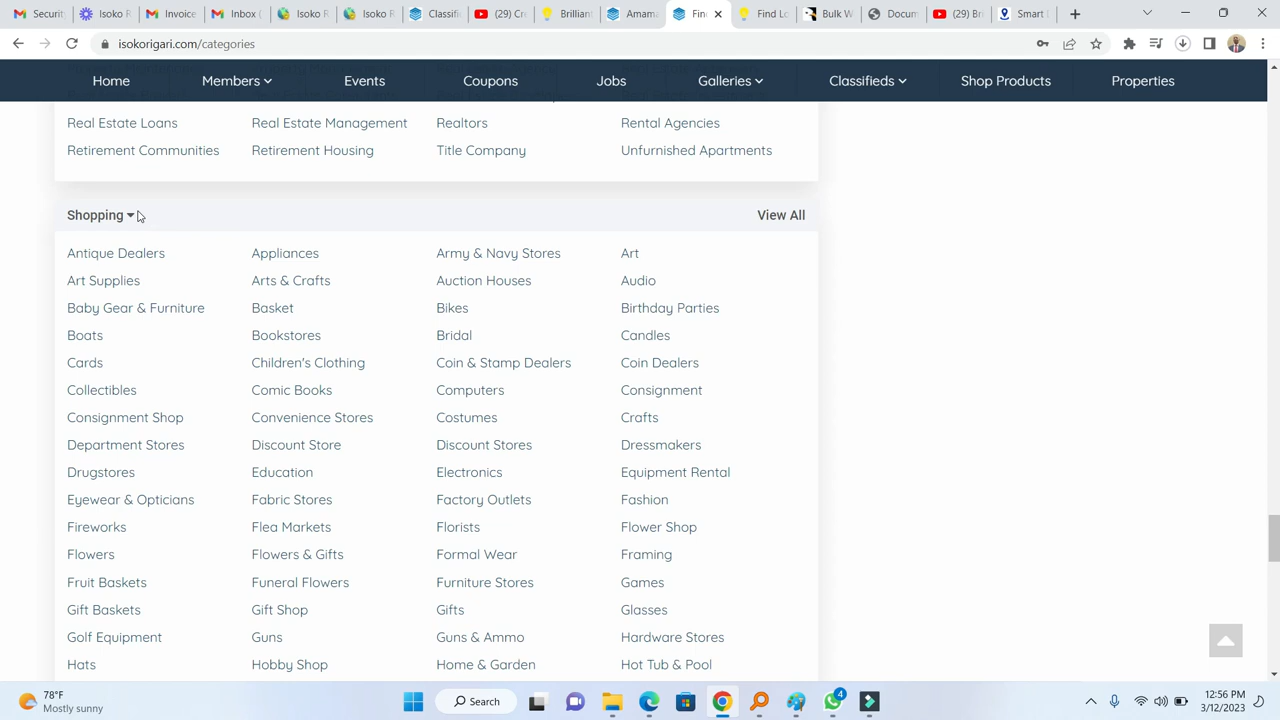 Security
Isoko R
Invoice
Inbox (
Isoko R
Isoko R
Classifi
(29) Cr
Brillian
Amama
Fin
Find Lo
Bulk W
Docum
(29) Br
Smart
isokorigari.com/categories
Home Members Events Coupons Jobs Galleries Classifieds Shop Products Properties
Real Estate Loans Real Estate Management Realtors Rental Agencies
Retirement Communities Retirement Housing Title Company Unfurnished Apartments
Shopping View All
Antique Dealers Appliances Army & Navy Stores Art
Art Supplies Arts & Crafts Auction Houses Audio
Baby Gear & Furniture Basket Bikes Birthday Parties
Boats Bookstores Bridal Candles
Cards Children's Clothing Coin & Stamp Dealers Coin Dealers
Collectibles Comic Books Computers Consignment
Consignment Shop Convenience Stores Costumes Crafts
Department Stores Discount Store Discount Stores Dressmakers
Drugstores Education Electronics Equipment Rental
Eyewear & Opticians Fabric Stores Factory Outlets Fashion
Fireworks Flea Markets Florists Flower Shop
Flowers Flowers & Gifts Formal Wear Framing
Fruit Baskets Funeral Flowers Furniture Stores Games
Gift Baskets Gift Shop Gifts Glasses
Golf Equipment Guns Guns & Ammo Hardware Stores
Hats Hobby Shop Home & Garden Hot Tub & Pool
78°F
Mostly sunny
Search
4
12:56 PM
3/12/2023